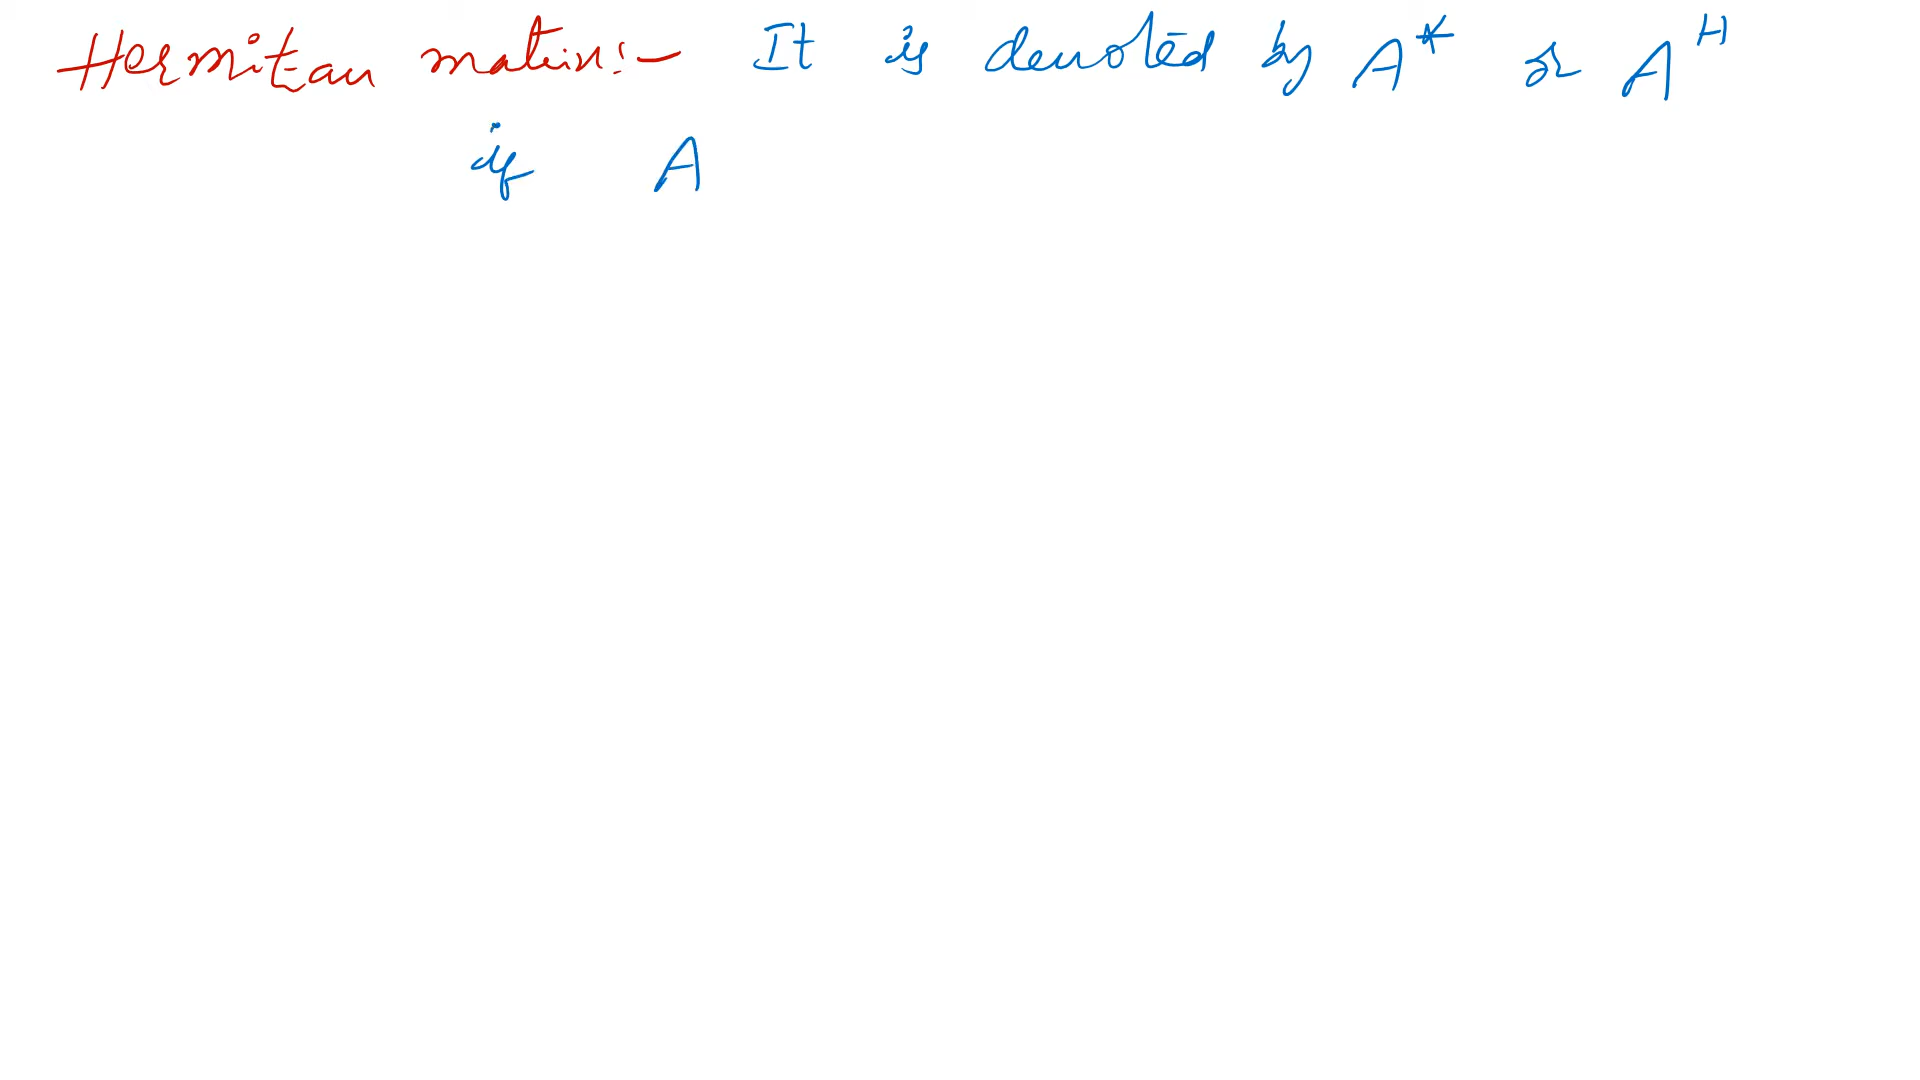 Hermitian matrix:- It is denoted by A* or A^H
if A